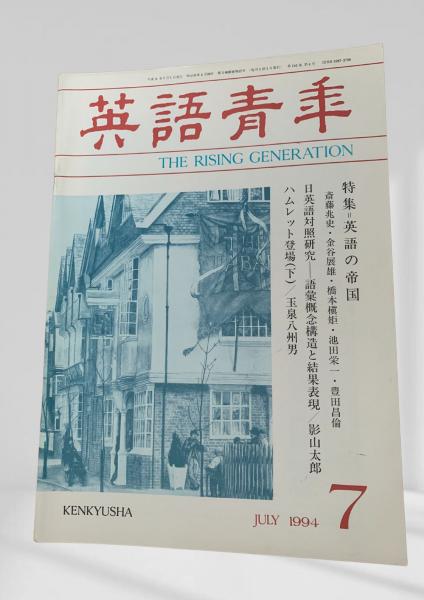 英語青年
THE RISING GENERATION
特集=英語の帝国
斎藤兆史・金谷展雄・橋本槇矩・池田栄一・豊田昌倫
日英語対照研究―語彙概念構造と結果表現/影山太郎
ハムレット登場(下)/玉泉八州男
KENKYUSHA
JULY 1994
7